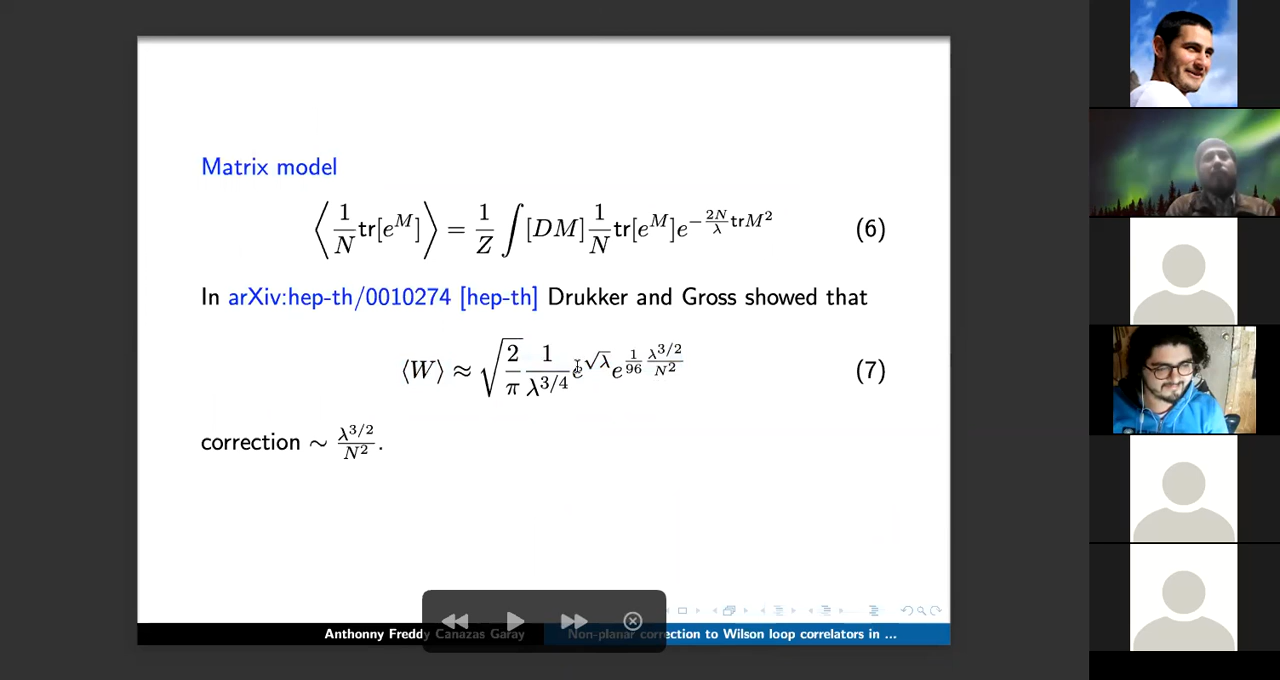 Matrix model
⟨ 1/N tr[e^M] ⟩ = 1/Z ∫ [DM] 1/N tr[e^M] e^{−(2N/λ) trM²} (6)
In arXiv:hep-th/0010274 [hep-th] Drukker and Gross showed that
⟨W⟩ ≈ √(2/π) 1/λ^{3/4} e^{√λ} e^{(1/96) (λ^{3/2}/N²)} (7)
correction ∼ λ^{3/2}/N².
Anthonny Freddy Canazas Garay Non-planar correction to Wilson loop correlators in ...